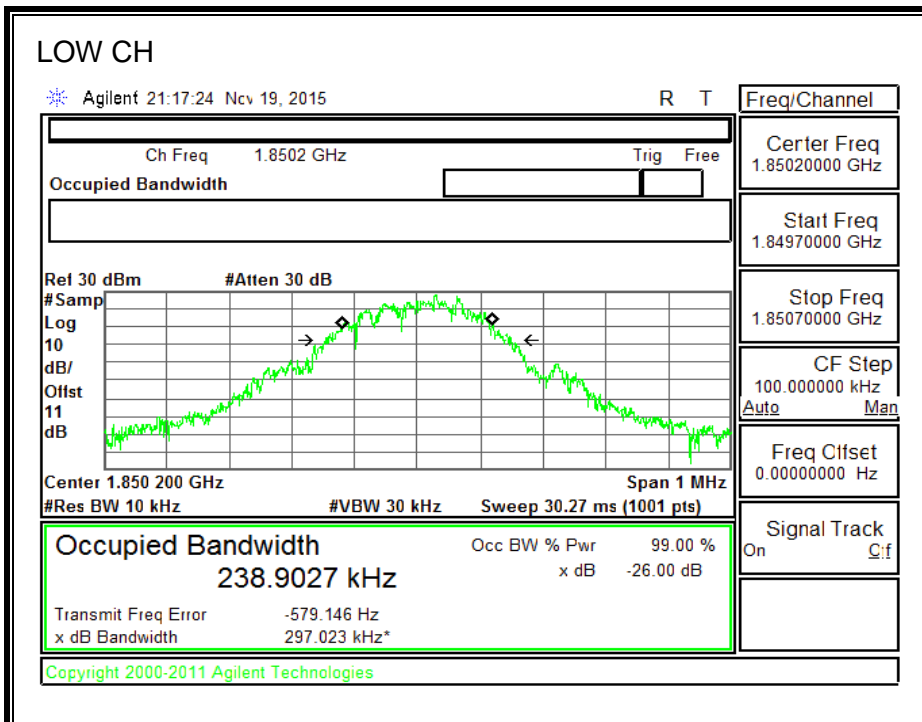 LOW CH
Agilent 21:17:24 Nov 19, 2015 R T
Freq/Channel
Ch Freq 1.8502 GHz Trig Free
Occupied Bandwidth
Center Freq
1.85020000 GHz
Start Freq
1.84970000 GHz
Stop Freq
1.85070000 GHz
CF Step
100.000000 kHz
Auto Man
Freq Offset
0.00000000 Hz
Signal Track
On Off
Ref 30 dBm #Atten 30 dB
#Samp
Log
10
dB/
Offst
11
dB
Center 1.850 200 GHz Span 1 MHz
#Res BW 10 kHz #VBW 30 kHz Sweep 30.27 ms (1001 pts)
Occupied Bandwidth Occ BW % Pwr 99.00 %
238.9027 kHz x dB -26.00 dB
Transmit Freq Error -579.146 Hz
x dB Bandwidth 297.023 kHz*
Copyright 2000-2011 Agilent Technologies